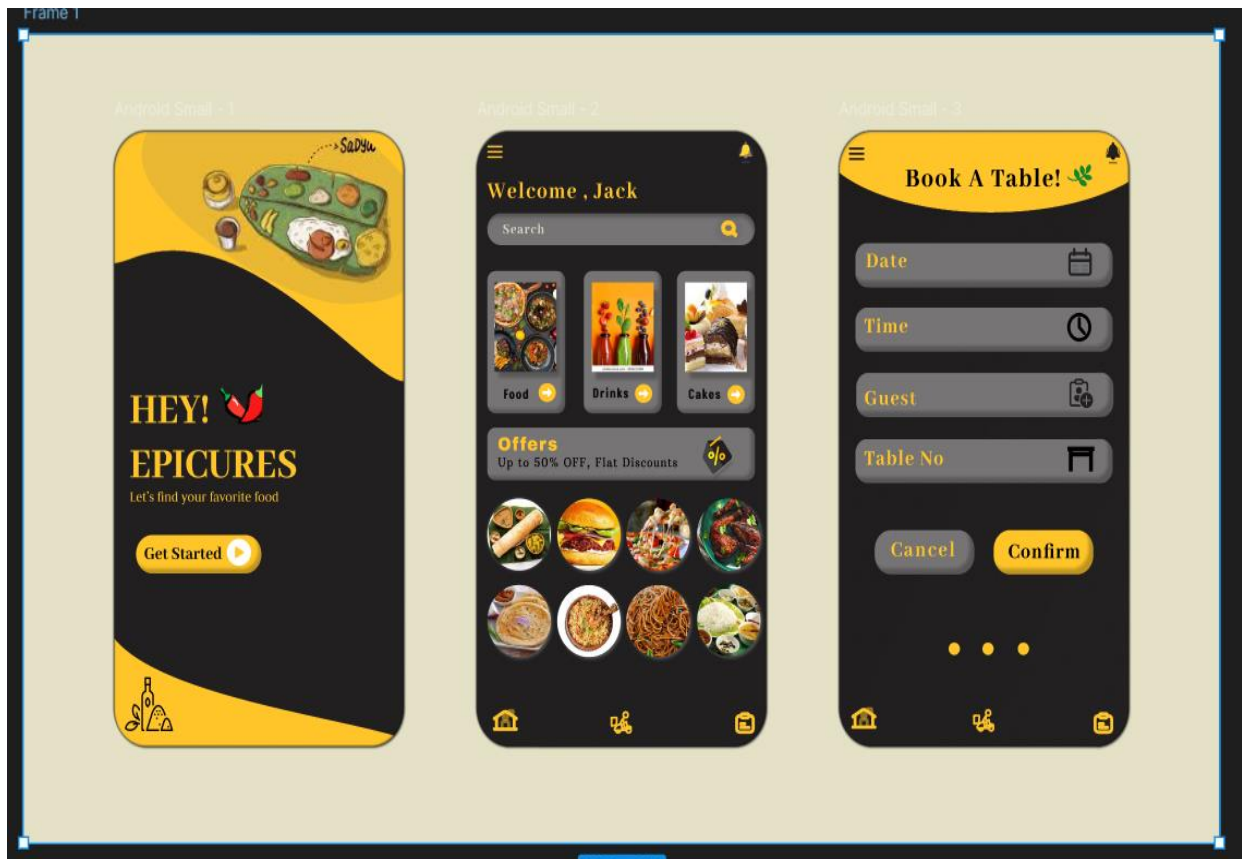 Frame 1
Android Small - 1
Android Small - 2
Android Small - 3
SaDyu
HEY!
EPICURES
Let's find your favorite food
Get Started
Welcome , Jack
Search
Food
Drinks
Cakes
Offers
Up to 50% OFF, Flat Discounts
%
Book A Table!
Date
Time
Guest
Table No
Cancel
Confirm